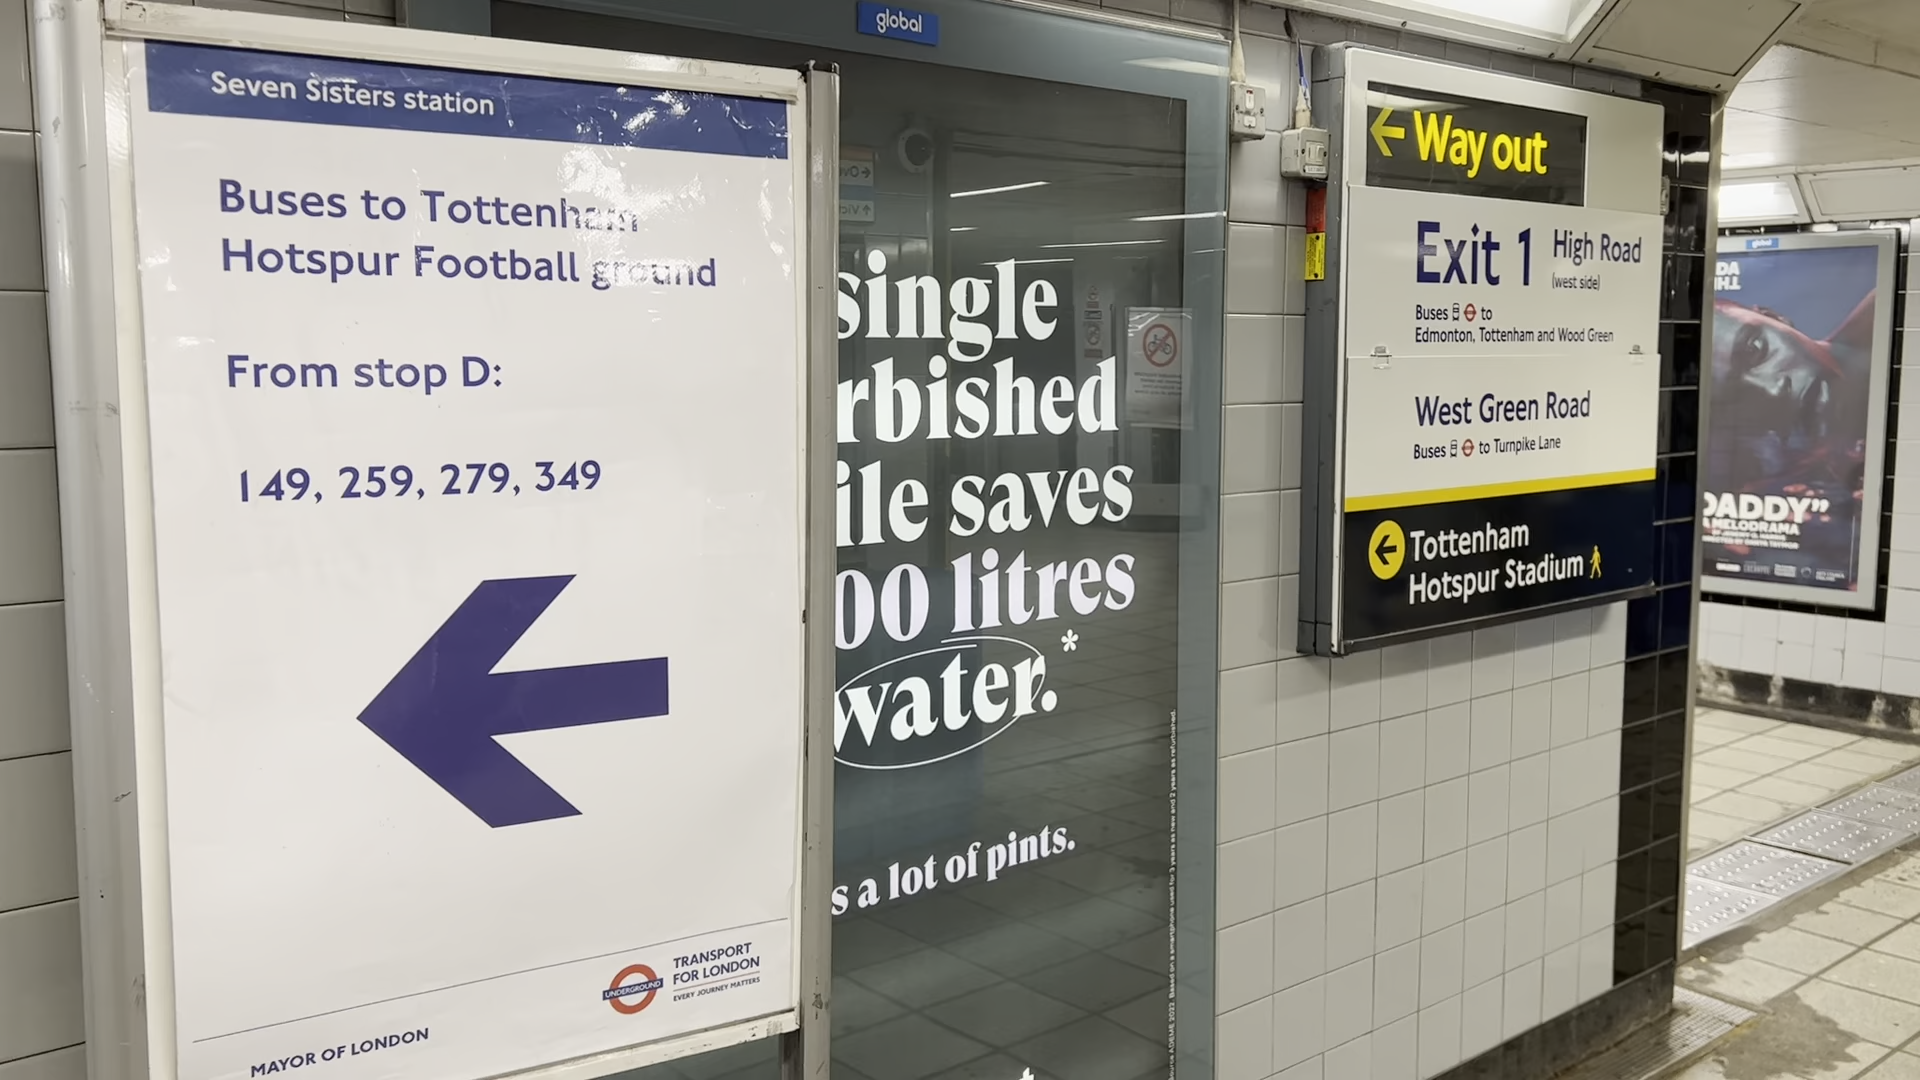 Seven Sisters station
Buses to Tottenham
Hotspur Football ground
From stop D:
149, 259, 279, 349
UNDERGROUND
TRANSPORT
FOR LONDON
EVERY JOURNEY MATTERS
MAYOR OF LONDON
global
single
rbished
ile saves
00 litres
water.*
s a lot of pints.
Way out
Exit 1 High Road
(west side)
Buses to
Edmonton, Tottenham and Wood Green
West Green Road
Buses to Turnpike Lane
Tottenham
Hotspur Stadium
global
DADDY”
A MELODRAMA